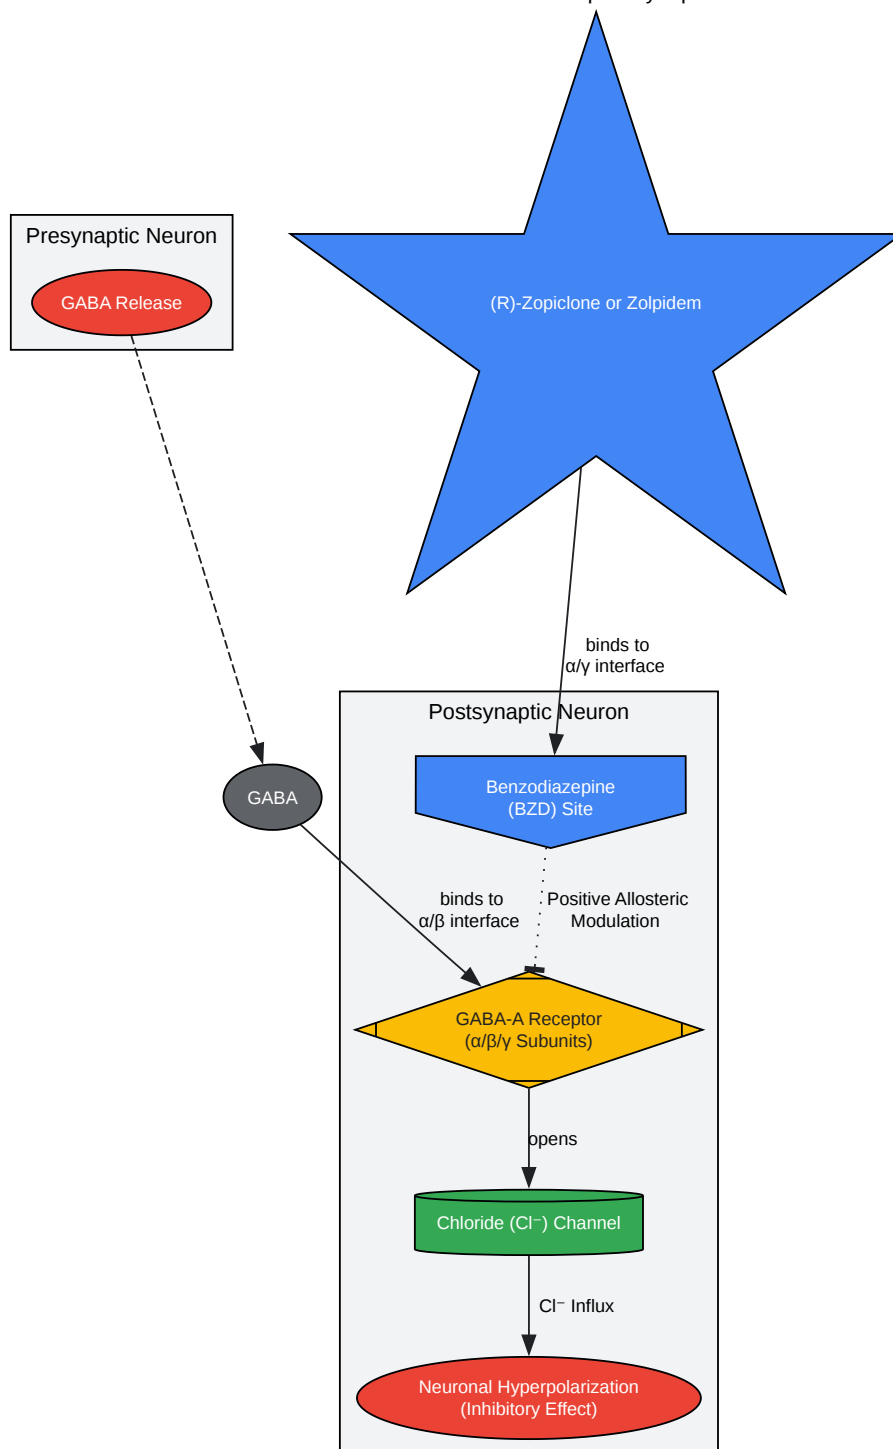 Presynaptic Neuron
GABA Release
(R)-Zopiclone or Zolpidem
binds to
α/γ interface
Postsynaptic Neuron
GABA
Benzodiazepine
(BZD) Site
binds to
α/β interface
Positive Allosteric
Modulation
GABA-A Receptor
(α/β/γ Subunits)
opens
Chloride (Cl⁻) Channel
Cl⁻ Influx
Neuronal Hyperpolarization
(Inhibitory Effect)